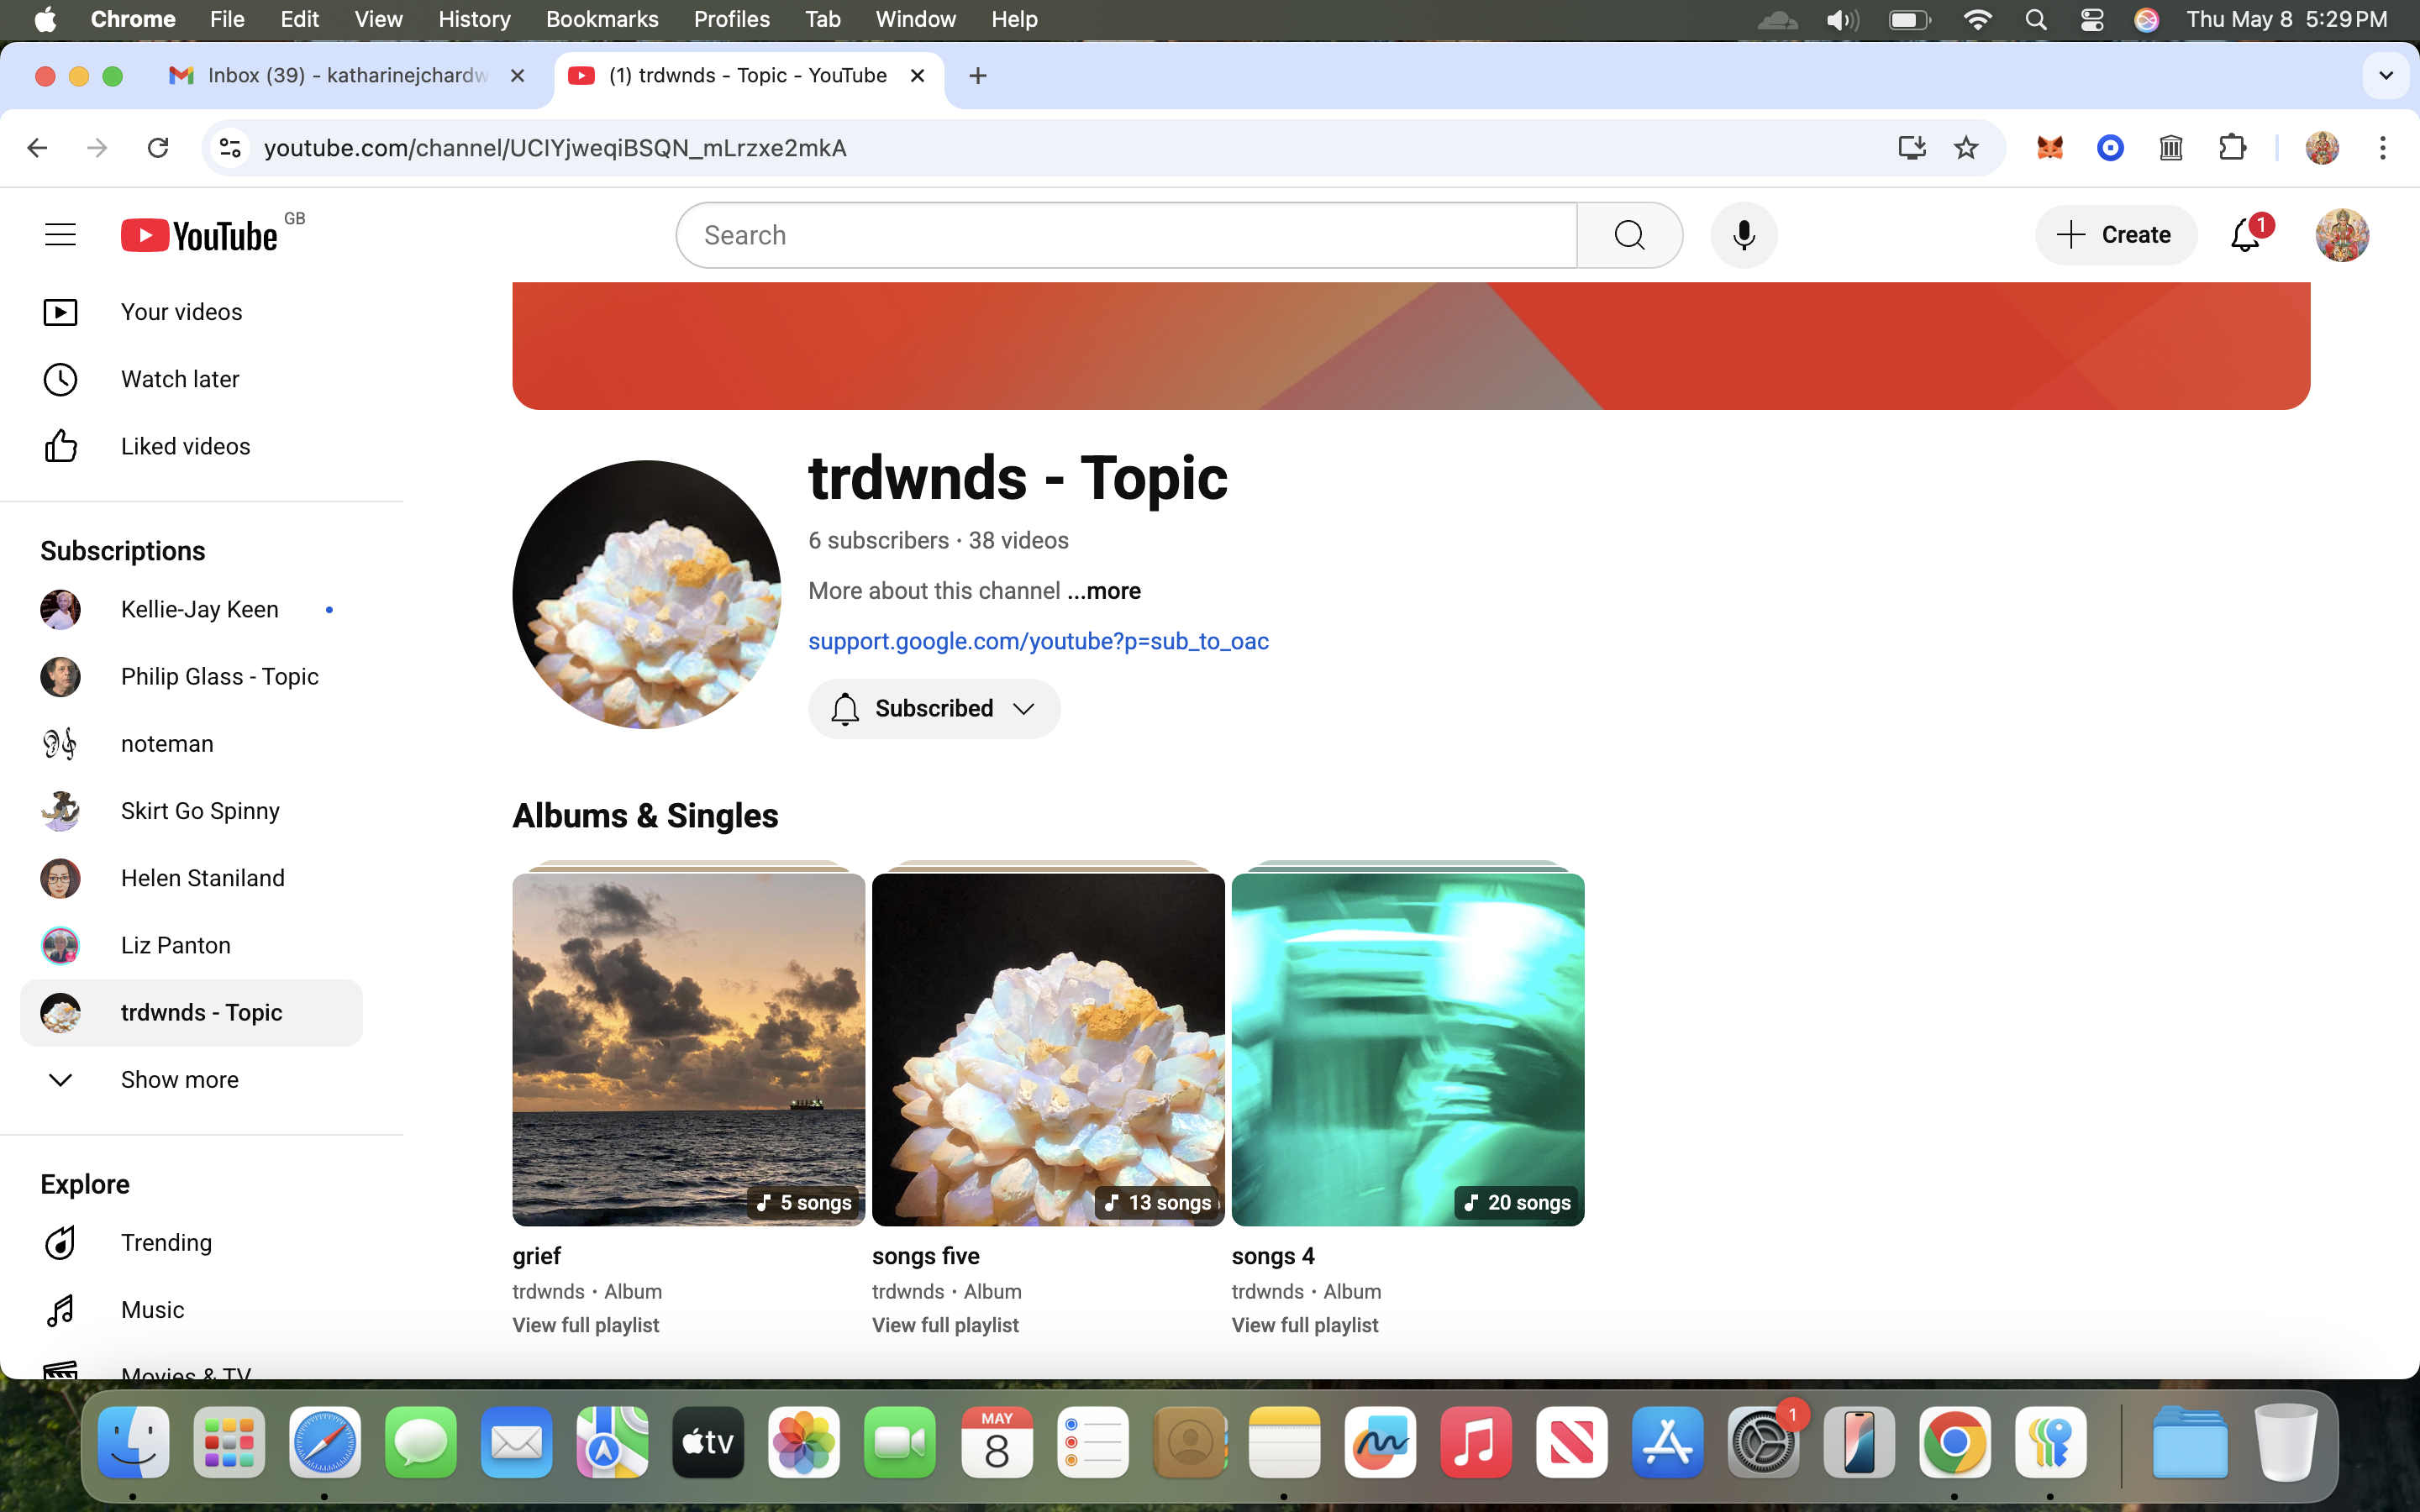 Chrome File Edit View History Bookmarks Profiles Tab Window Help Thu May 8 5:29 PM
Inbox (39) - katharinejchardw
(1) trdwnds - Topic - YouTube
youtube.com/channel/UCIYjweqiBSQN_mLrzxe2mkA
YouTube GB
Search
Create
1
Your videos
Watch later
Liked videos
Subscriptions
Kellie-Jay Keen
Philip Glass - Topic
noteman
Skirt Go Spinny
Helen Staniland
Liz Panton
trdwnds - Topic
Show more
Explore
Trending
Music
Movies & TV
trdwnds - Topic
6 subscribers · 38 videos
More about this channel ...more
support.google.com/youtube?p=sub_to_oac
Subscribed
Albums & Singles
5 songs
grief
trdwnds · Album
View full playlist
13 songs
songs five
trdwnds · Album
View full playlist
20 songs
songs 4
trdwnds · Album
View full playlist
tv
MAY
8
1